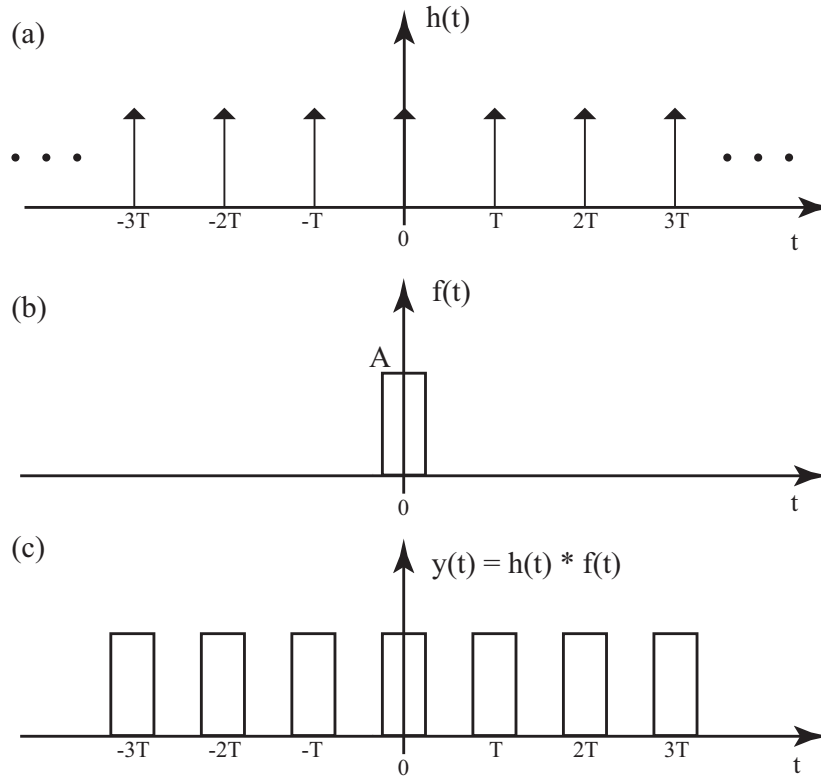 (a)
h(t)
• • •
• • •
-3T -2T -T 0 T 2T 3T
t
(b)
f(t)
A
0
t
(c)
y(t) = h(t) * f(t)
-3T -2T -T 0 T 2T 3T
t